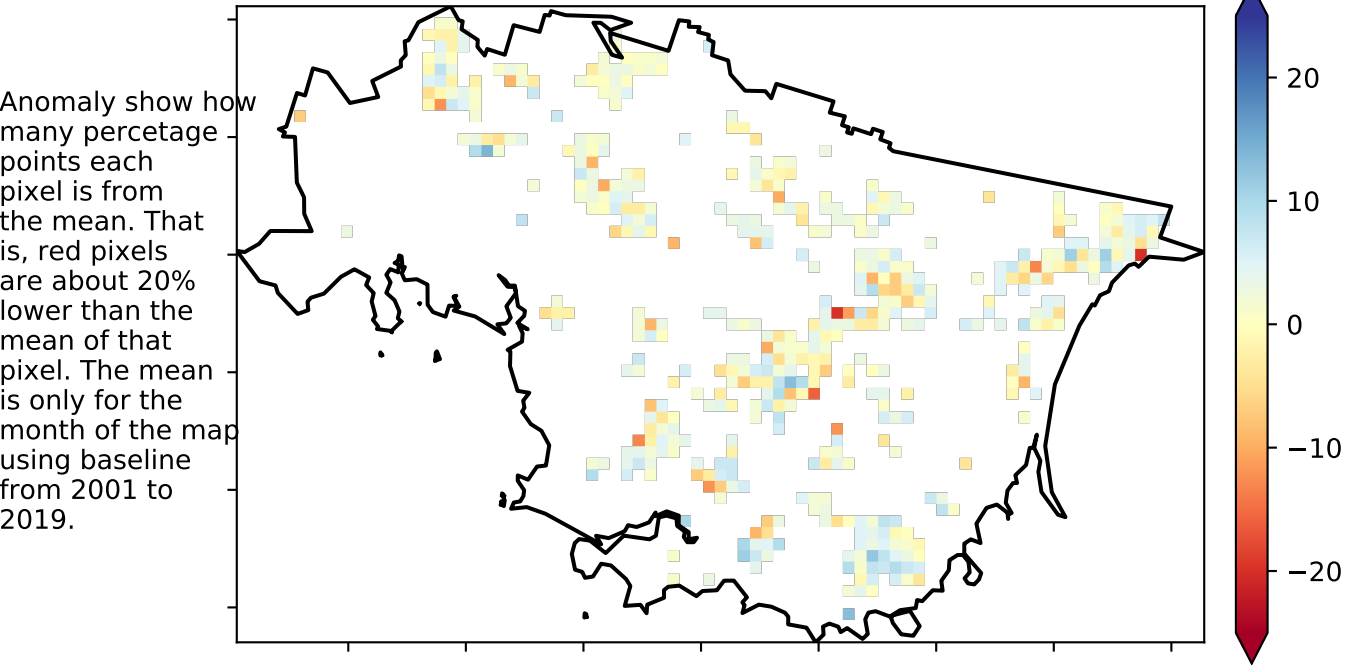 Anomaly show how
many percetage
points each
pixel is from
the mean. That
is, red pixels
are about 20%
lower than the
mean of that
pixel. The mean
is only for the
month of the map
using baseline
from 2001 to
2019.
20
10
0
−10
−20